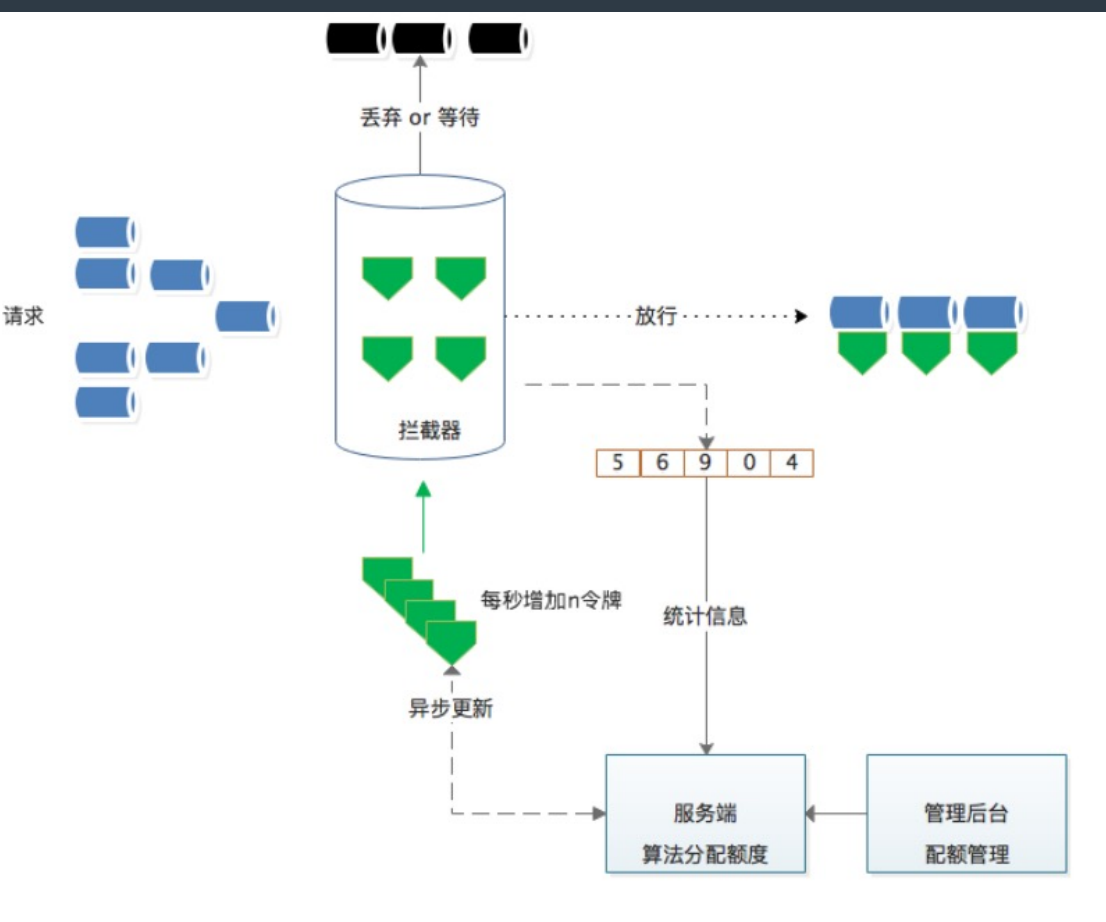 丢弃 or 等待
请求
放行
拦截器
5 6 9 0 4
每秒增加n令牌
统计信息
异步更新
服务端
算法分配额度
管理后台
配额管理